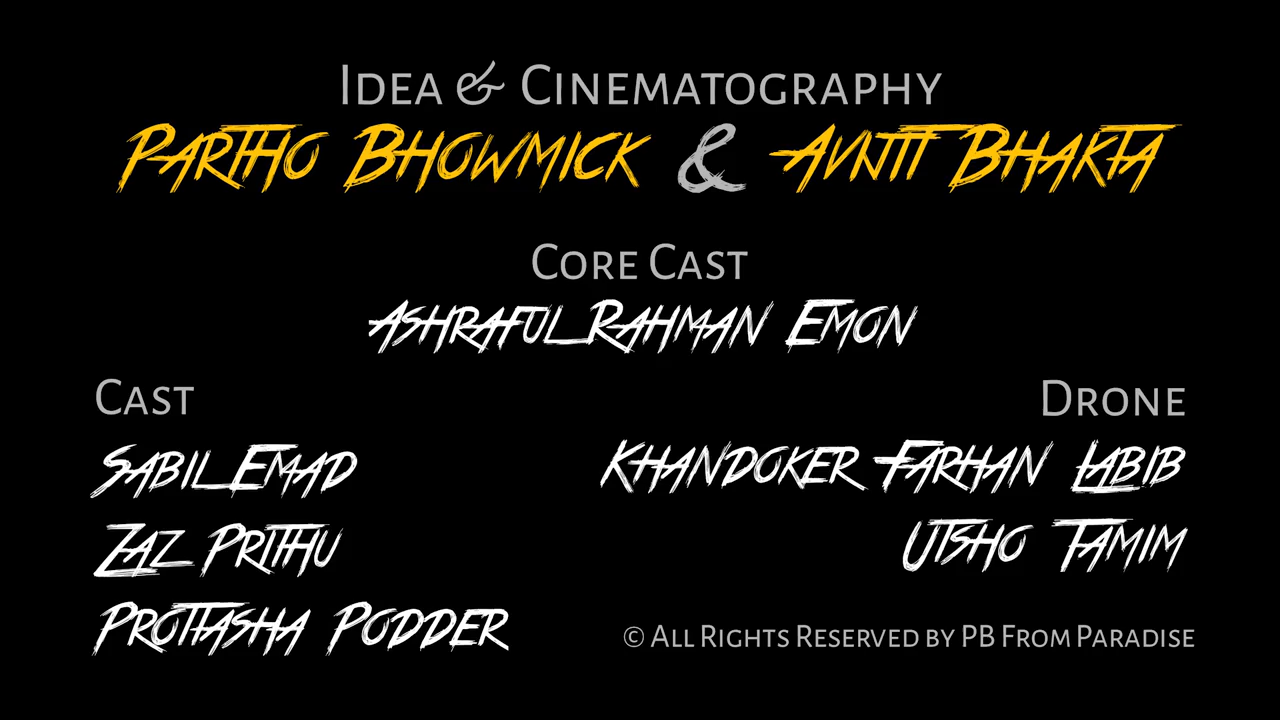 Idea & Cinematography
Partho Bhowmick & Avntt Bhakta
Core Cast
Ashraful Rahman Emon
Cast
Sabil Emad
Zaz Prithu
Prottasha Podder
Drone
Khandoker Farhan Labib
Utsho Tamim
© All Rights Reserved by PB From Paradise